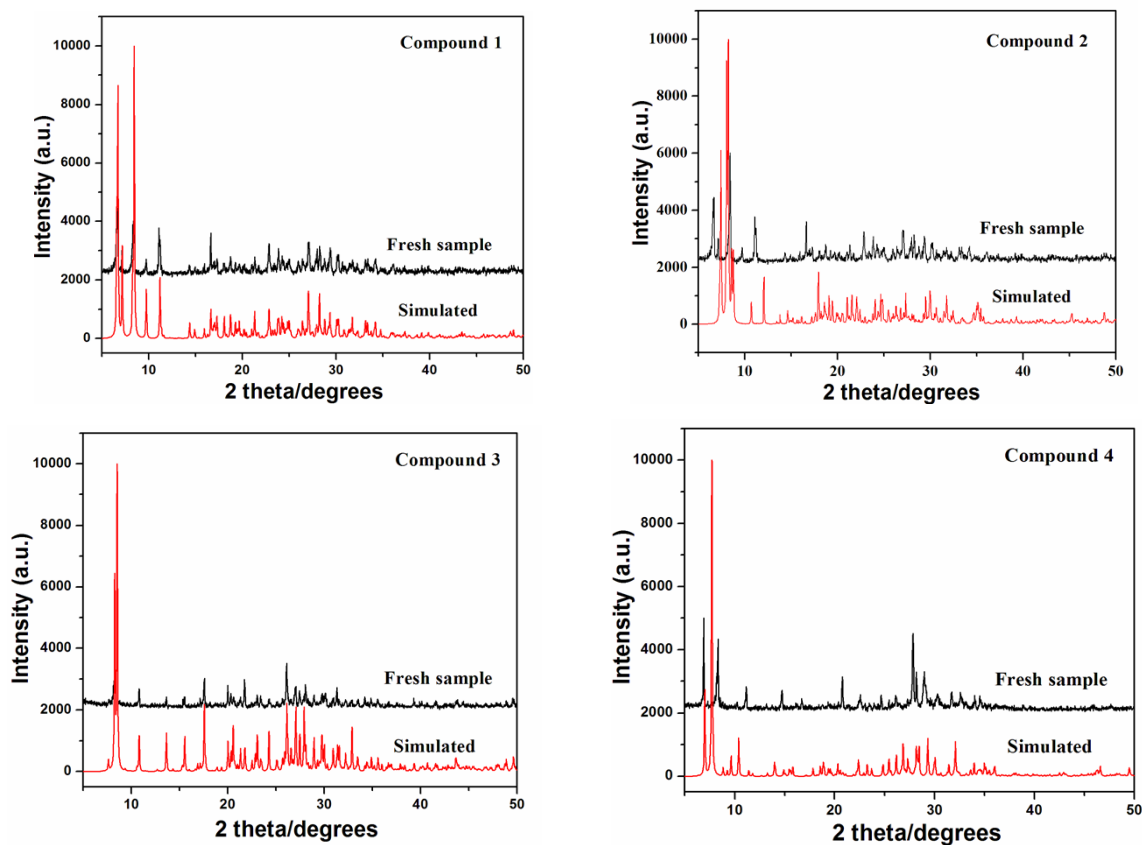 Compound 1
10000
8000
6000
4000
2000
0
Intensity (a.u.)
Fresh sample
Simulated
10 20 30 40 50
2 theta/degrees
Compound 2
10000
8000
6000
4000
2000
0
Intensity (a.u.)
Fresh sample
Simulated
10 20 30 40 50
2 theta/degrees
Compound 3
10000
8000
6000
4000
2000
0
Intensity (a.u.)
Fresh sample
Simulated
10 20 30 40 50
2 theta/degrees
Compound 4
10000
8000
6000
4000
2000
0
Intensity (a.u.)
Fresh sample
Simulated
10 20 30 40 50
2 theta/degrees